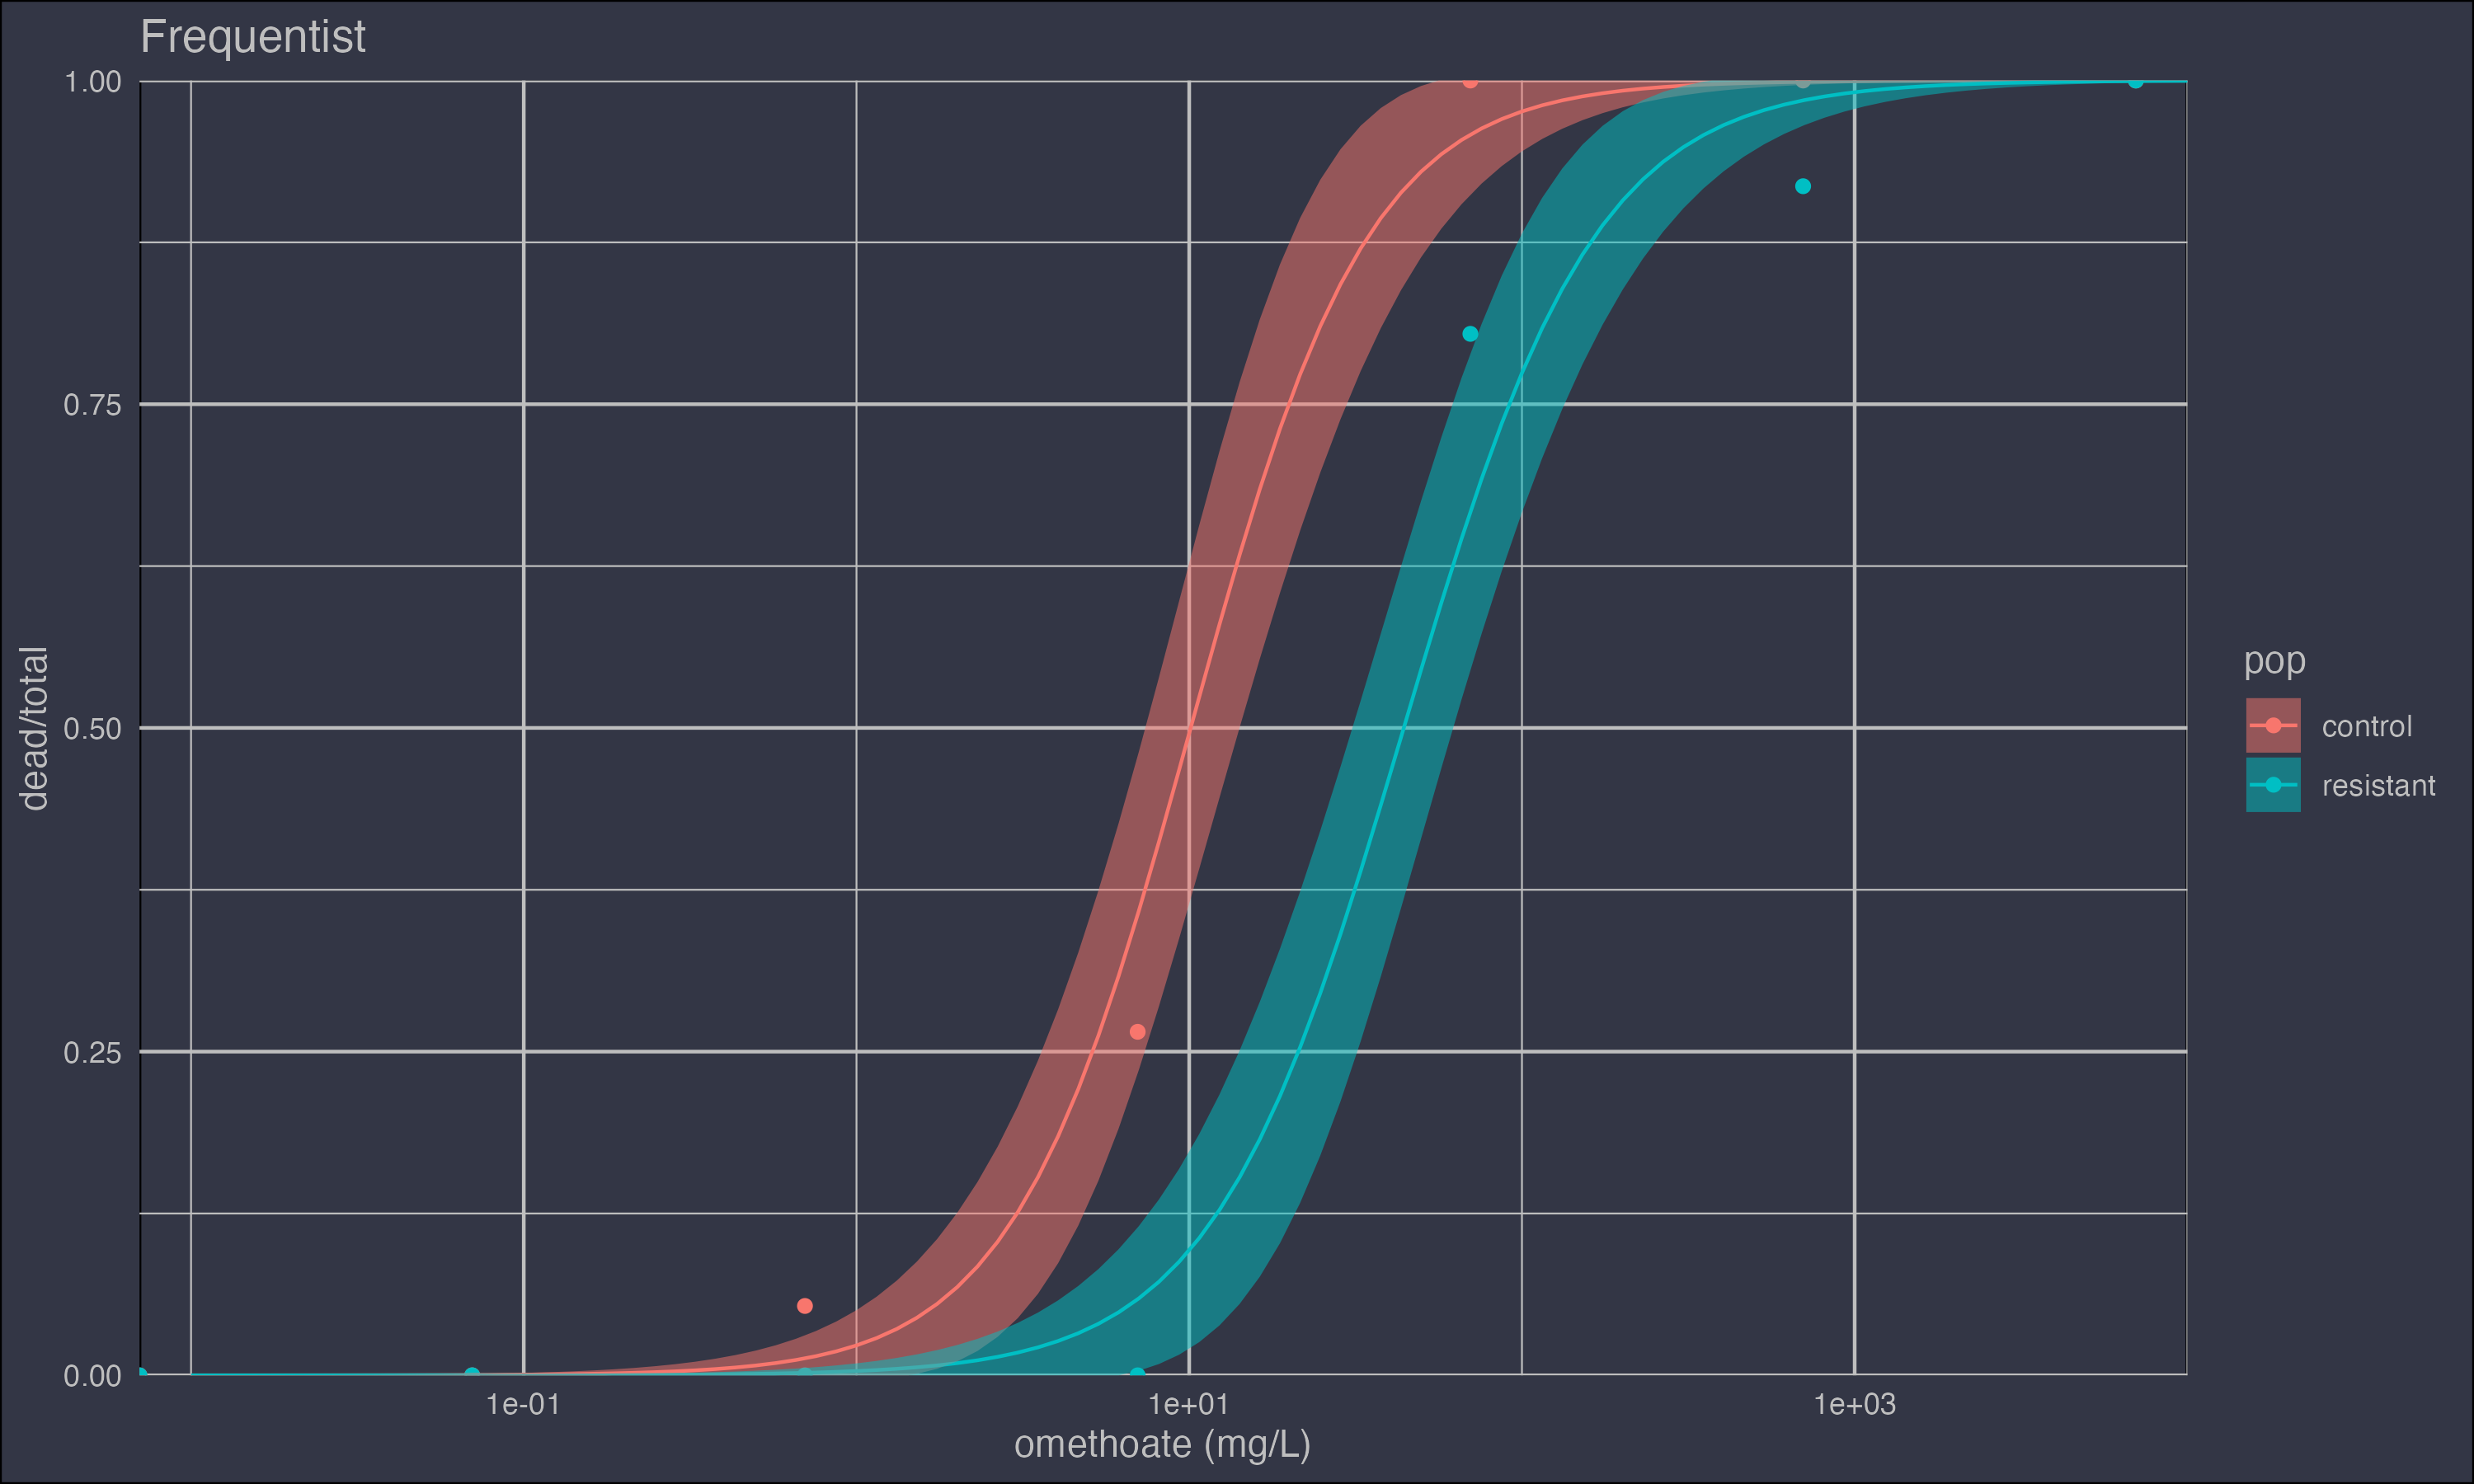 Frequentist
1.00
0.75
0.50
0.25
0.00
dead/total
1e-01
1e+01
1e+03
omethoate (mg/L)
pop
control
resistant